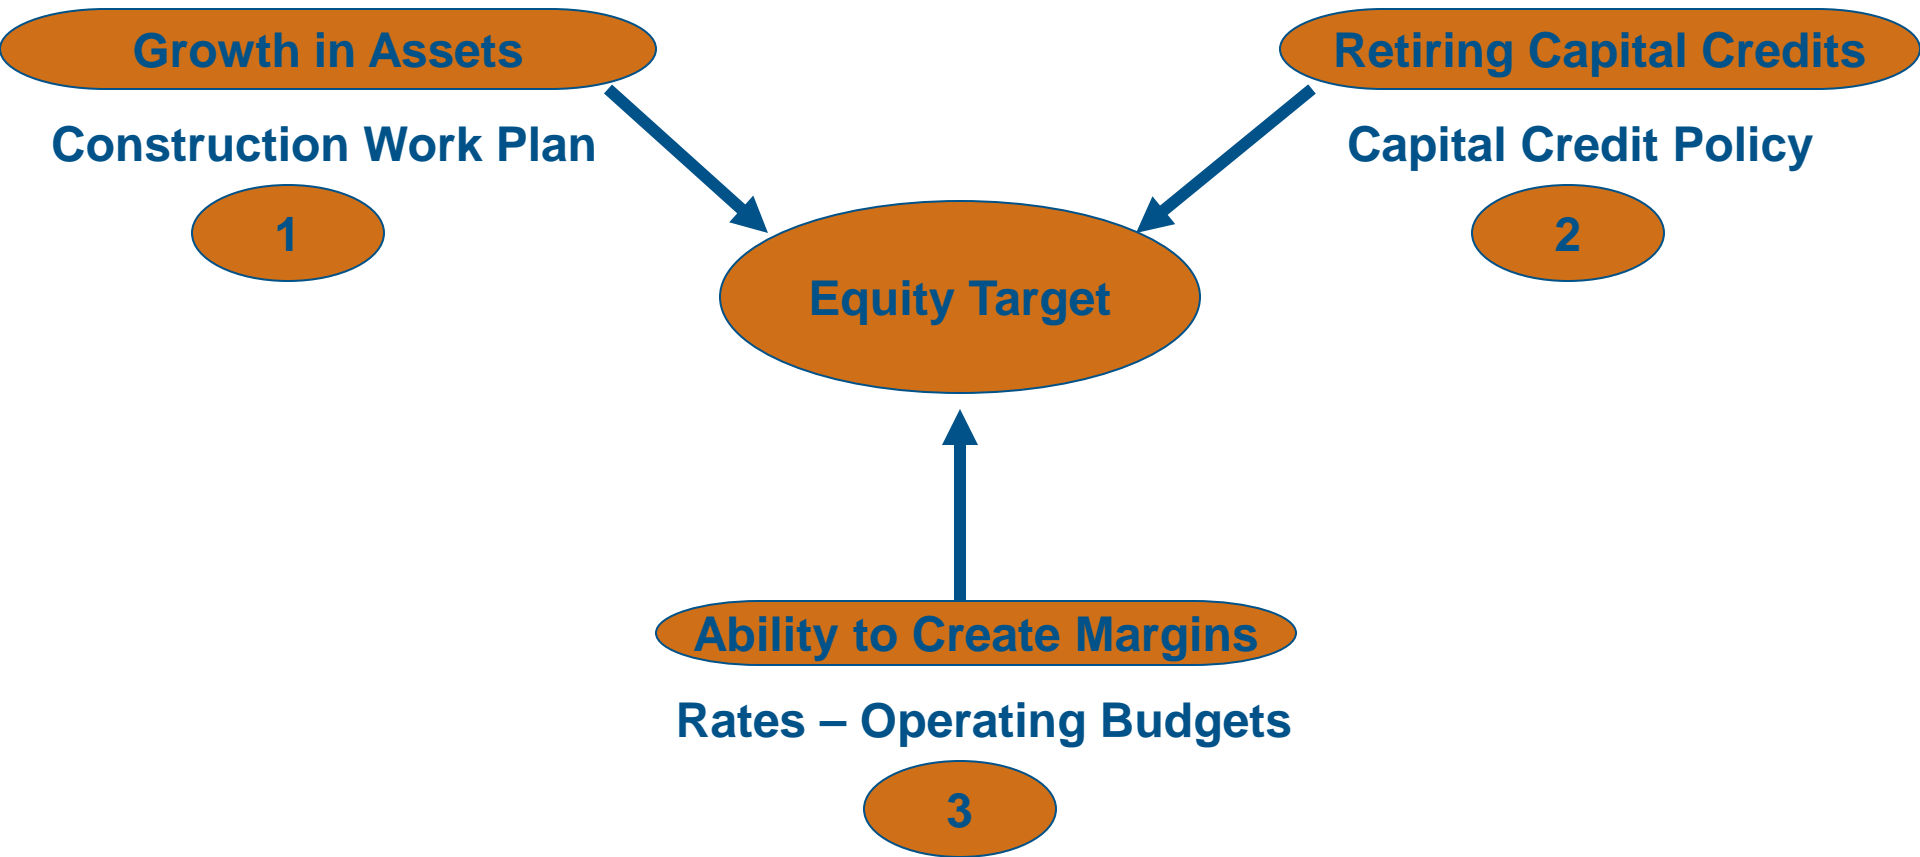 Growth in Assets
Construction Work Plan
1
Retiring Capital Credits
Capital Credit Policy
2
Equity Target
Ability to Create Margins
Rates – Operating Budgets
3